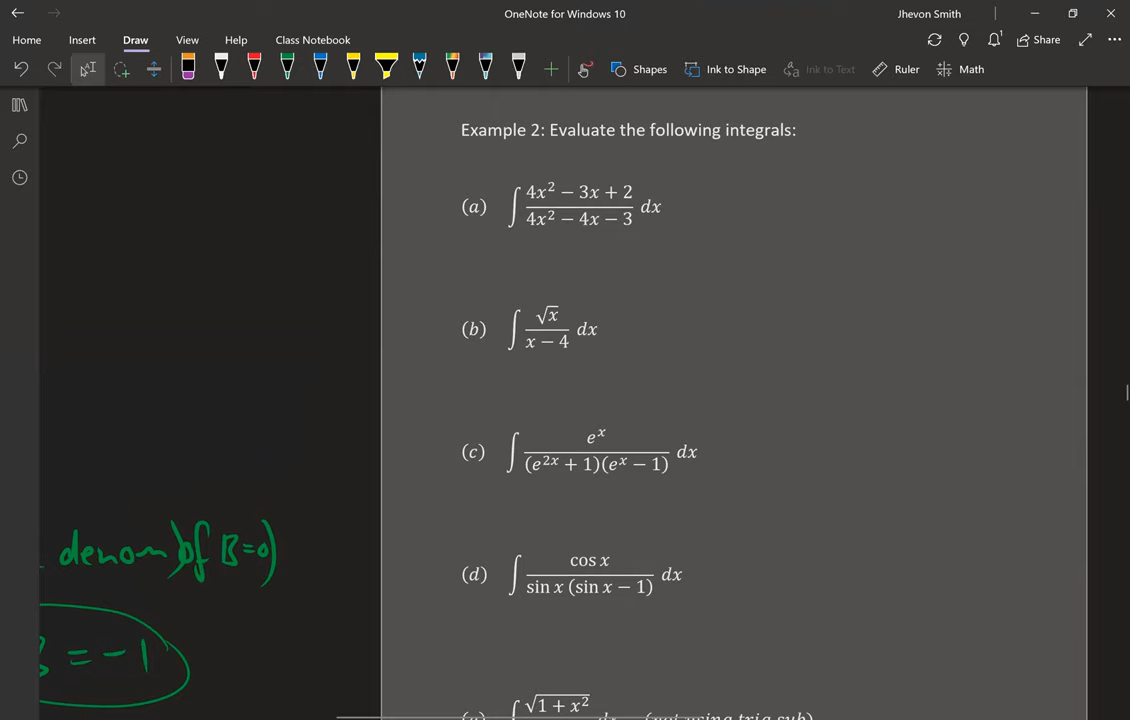 OneNote for Windows 10
Jhevon Smith
Home Insert Draw View Help Class Notebook
Share
Shapes Ink to Shape Ink to Text Ruler Math
Example 2: Evaluate the following integrals:
(a) ∫ (4x² − 3x + 2)/(4x² − 4x − 3) dx
(b) ∫ √x/(x − 4) dx
(c) ∫ eˣ/((e²ˣ + 1)(eˣ − 1)) dx
denom of B=0)
(d) ∫ cos x/(sin x (sin x − 1)) dx
= −1
√1 + x²